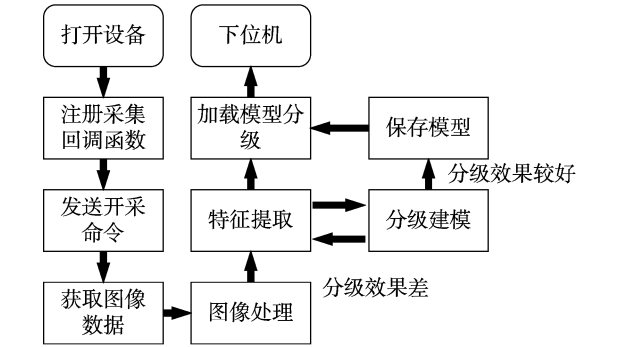 打开设备
下位机
注册采集
回调函数
加载模型分
级
保存模型
分级效果较好
发送开采
命令
特征提取
分级建模
获取图像
数据
图像处理
分级效果差